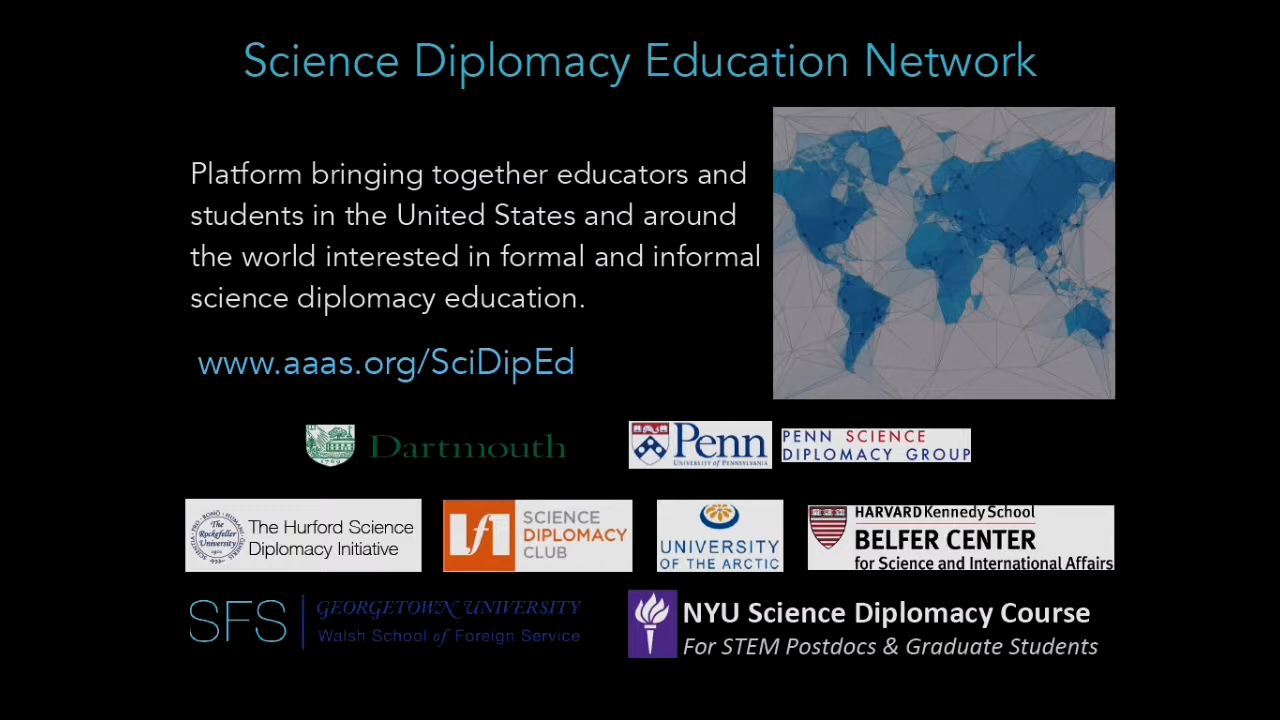 Science Diplomacy Education Network
Platform bringing together educators and
students in the United States and around
the world interested in formal and informal
science diplomacy education.
www.aaas.org/SciDipEd
Dartmouth
Penn
UNIVERSITY of PENNSYLVANIA
PENN SCIENCE
DIPLOMACY GROUP
The Rockefeller University
The Hurford Science
Diplomacy Initiative
SCIENCE
DIPLOMACY
CLUB
UNIVERSITY
OF THE ARCTIC
HARVARD Kennedy School
BELFER CENTER
for Science and International Affairs
SFS
GEORGETOWN UNIVERSITY
Walsh School of Foreign Service
NYU Science Diplomacy Course
For STEM Postdocs & Graduate Students